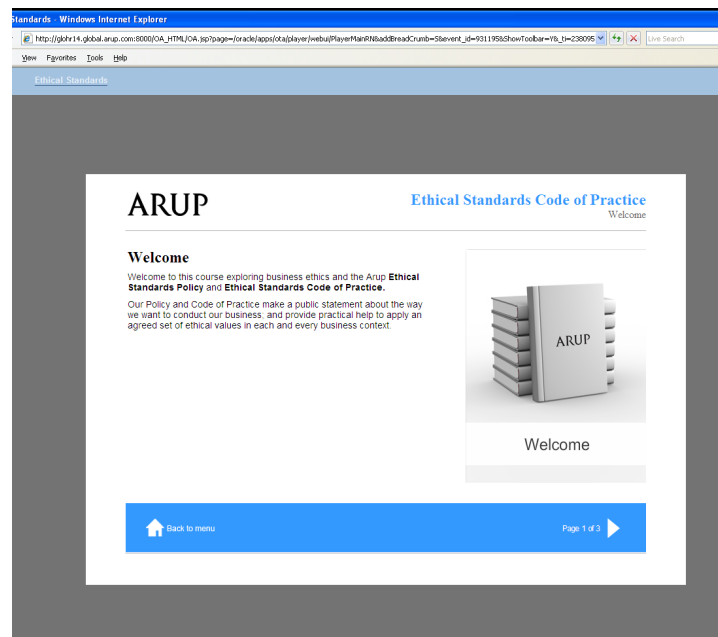 Standards - Windows Internet Explorer
http://glohr14.global.arup.com:8000/OA_HTML/OA.jsp?page=/oracle/apps/ota/player/webui/PlayerMainRN&addBreadCrumb=S&event_id=931195&ShowToolbar=Y&_ti=238095 Live Search
View Favorites Tools Help
Ethical Standards
ARUP
Ethical Standards Code of Practice
Welcome
Welcome
Welcome to this course exploring business ethics and the Arup Ethical
Standards Policy and Ethical Standards Code of Practice.
Our Policy and Code of Practice make a public statement about the way
we want to conduct our business; and provide practical help to apply an
agreed set of ethical values in each and every business context.
ARUP
Welcome
Back to menu
Page 1 of 3